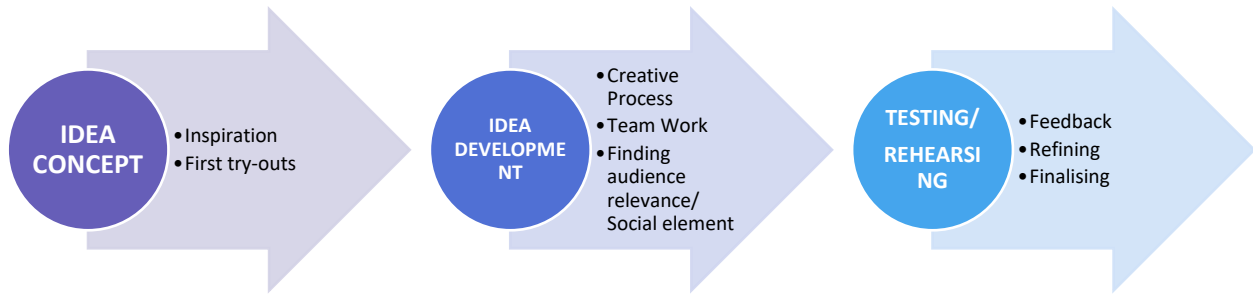 IDEA
CONCEPT
•Inspiration
•First try-outs
IDEA
DEVELOPME
NT
•Creative
Process
•Team Work
•Finding
audience
relevance/
Social element
TESTING/
REHEARSI
NG
•Feedback
•Refining
•Finalising